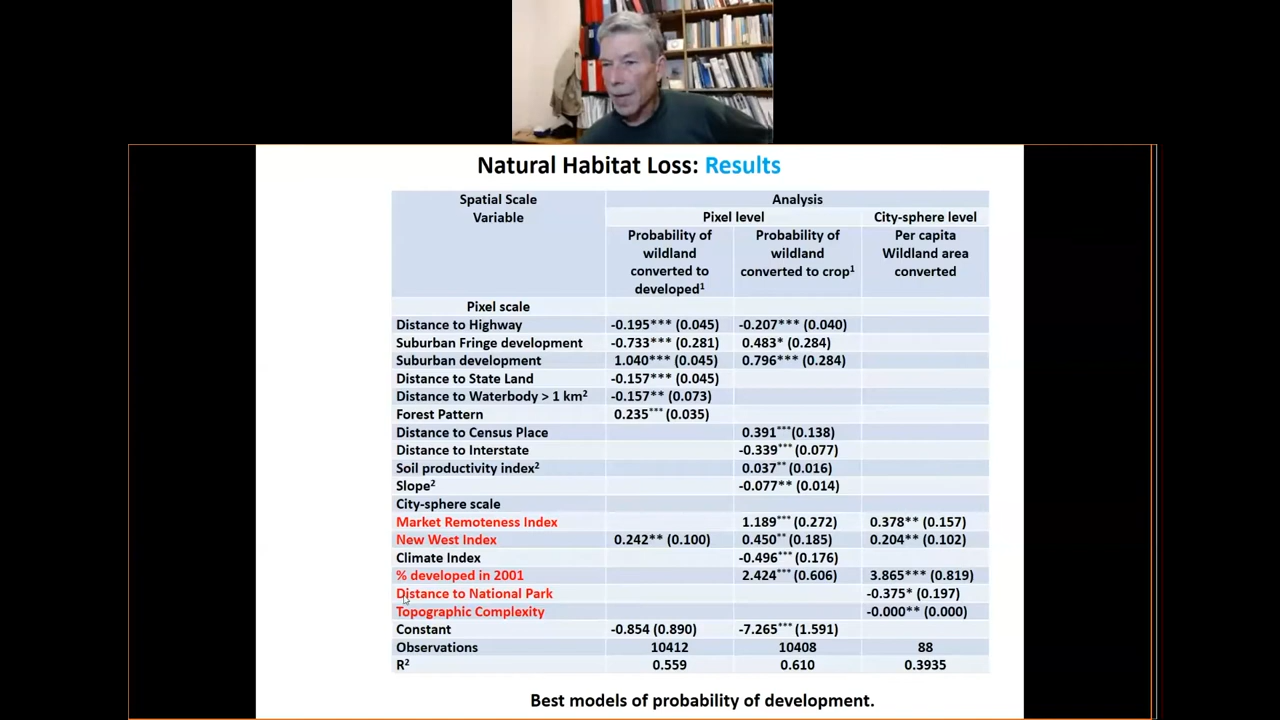 Natural Habitat Loss: Results
Spatial Scale Analysis
Variable Pixel level City-sphere level
Probability of Probability of Per capita
wildland wildland Wildland area
converted to converted to crop¹ converted
developed¹
Pixel scale
Distance to Highway -0.195*** (0.045) -0.207*** (0.040)
Suburban Fringe development -0.733*** (0.281) 0.483* (0.284)
Suburban development 1.040*** (0.045) 0.796*** (0.284)
Distance to State Land -0.157*** (0.045)
Distance to Waterbody > 1 km² -0.157** (0.073)
Forest Pattern 0.235*** (0.035)
Distance to Census Place 0.391***(0.138)
Distance to Interstate -0.339***(0.077)
Soil productivity index² 0.037** (0.016)
Slope² -0.077** (0.014)
City-sphere scale
Market Remoteness Index 1.189***(0.272) 0.378** (0.157)
New West Index 0.242** (0.100) 0.450** (0.185) 0.204** (0.102)
Climate Index -0.496***(0.176)
% developed in 2001 2.424***(0.606) 3.865*** (0.819)
Distance to National Park -0.375* (0.197)
Topographic Complexity -0.000** (0.000)
Constant -0.854 (0.890) -7.265***(1.591)
Observations 10412 10408 88
R² 0.559 0.610 0.3935
Best models of probability of development.